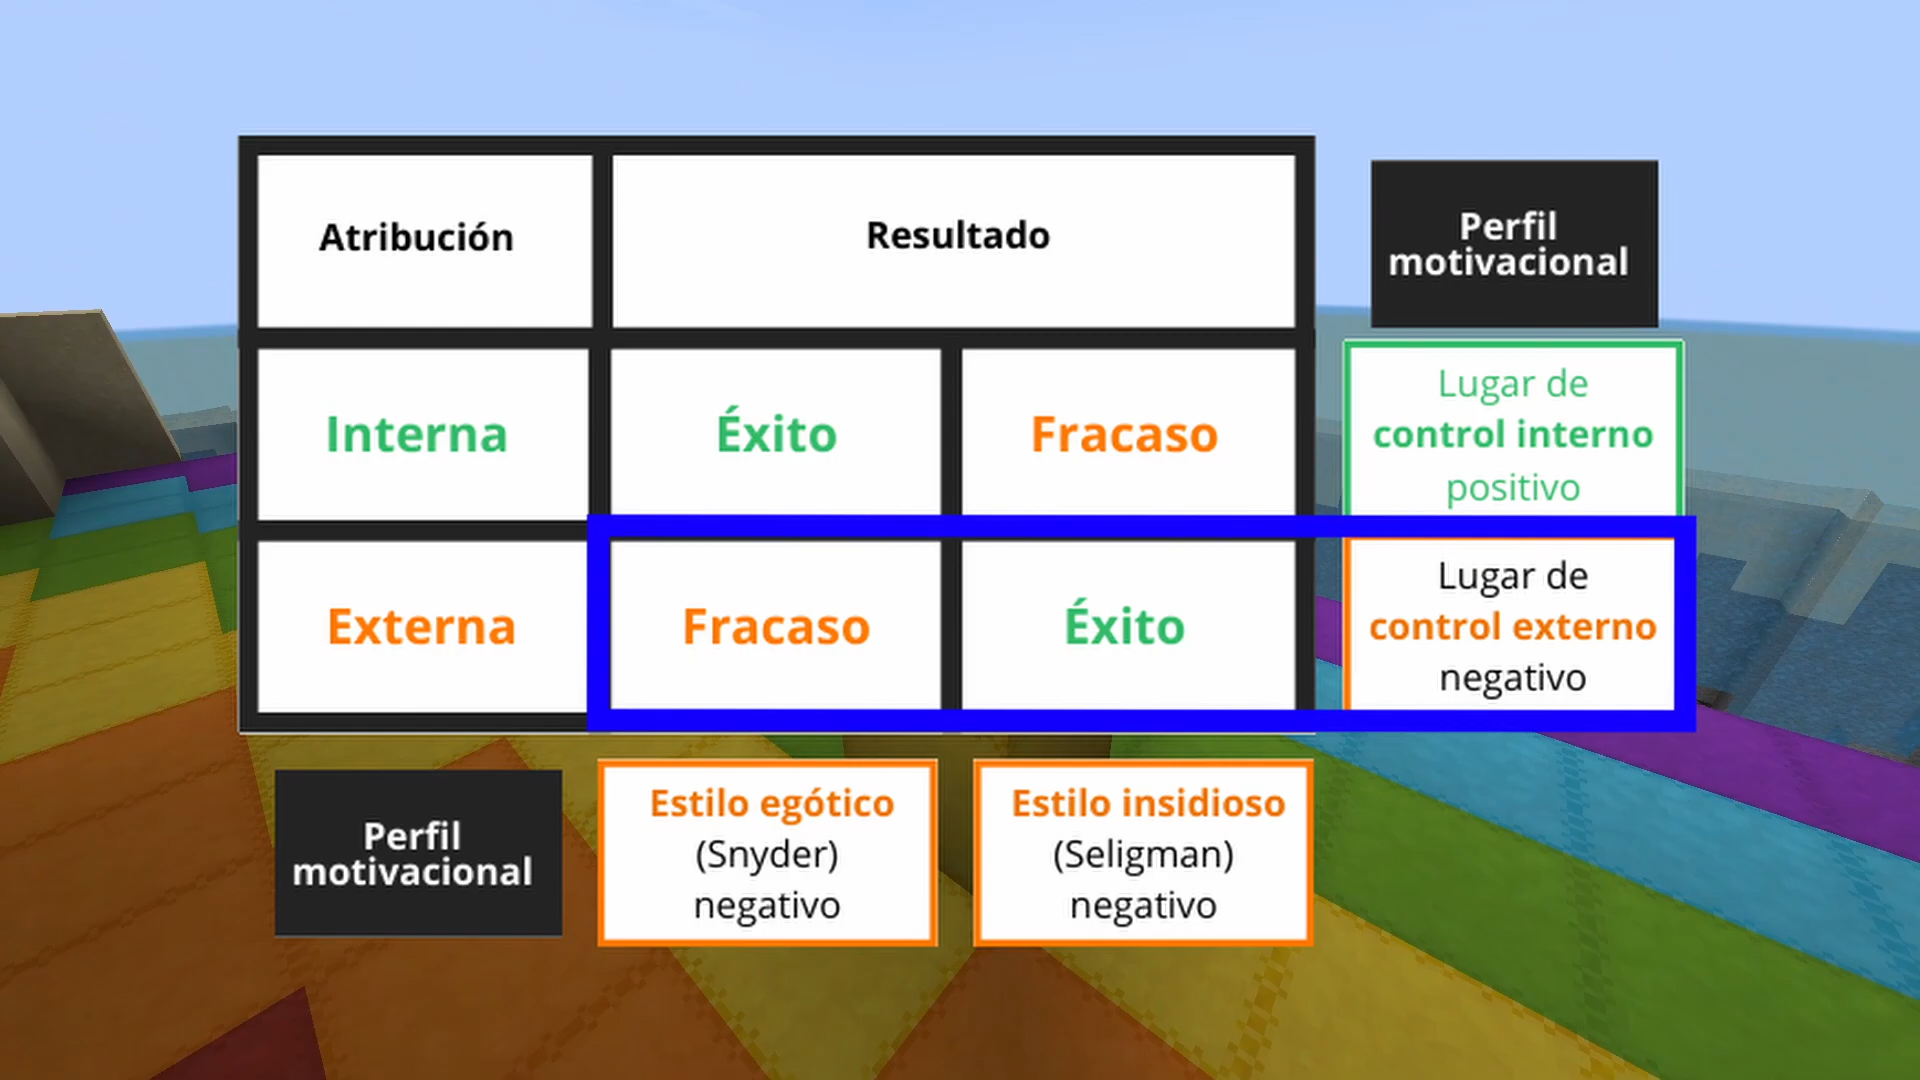 Atribución
Resultado
Perfil
motivacional
Interna
Éxito
Fracaso
Lugar de
control interno
positivo
Externa
Fracaso
Éxito
Lugar de
control externo
negativo
Perfil
motivacional
Estilo egótico
(Snyder)
negativo
Estilo insidioso
(Seligman)
negativo